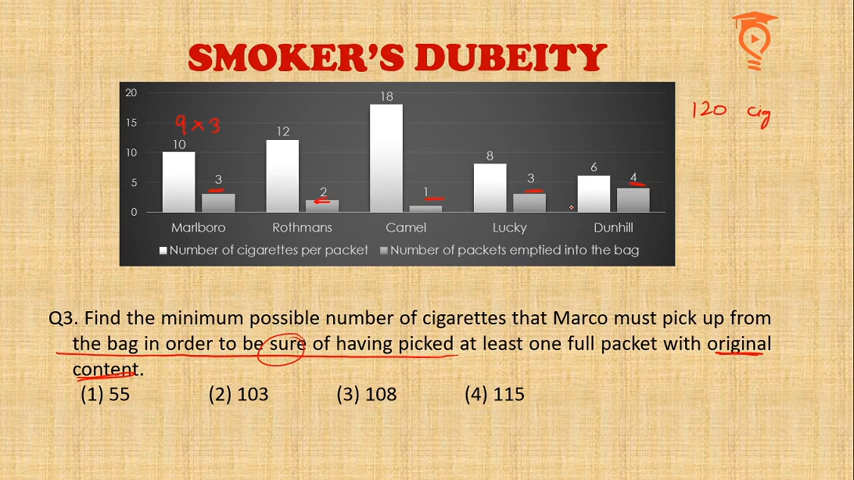 SMOKER'S DUBEITY
120 cig
20
15
10
5
0
9 × 3
10
3
12
2
18
1
8
3
6
4
Marlboro Rothmans Camel Lucky Dunhill
Number of cigarettes per packet Number of packets emptied into the bag
Q3. Find the minimum possible number of cigarettes that Marco must pick up from
the bag in order to be sure of having picked at least one full packet with original
content.
(1) 55 (2) 103 (3) 108 (4) 115